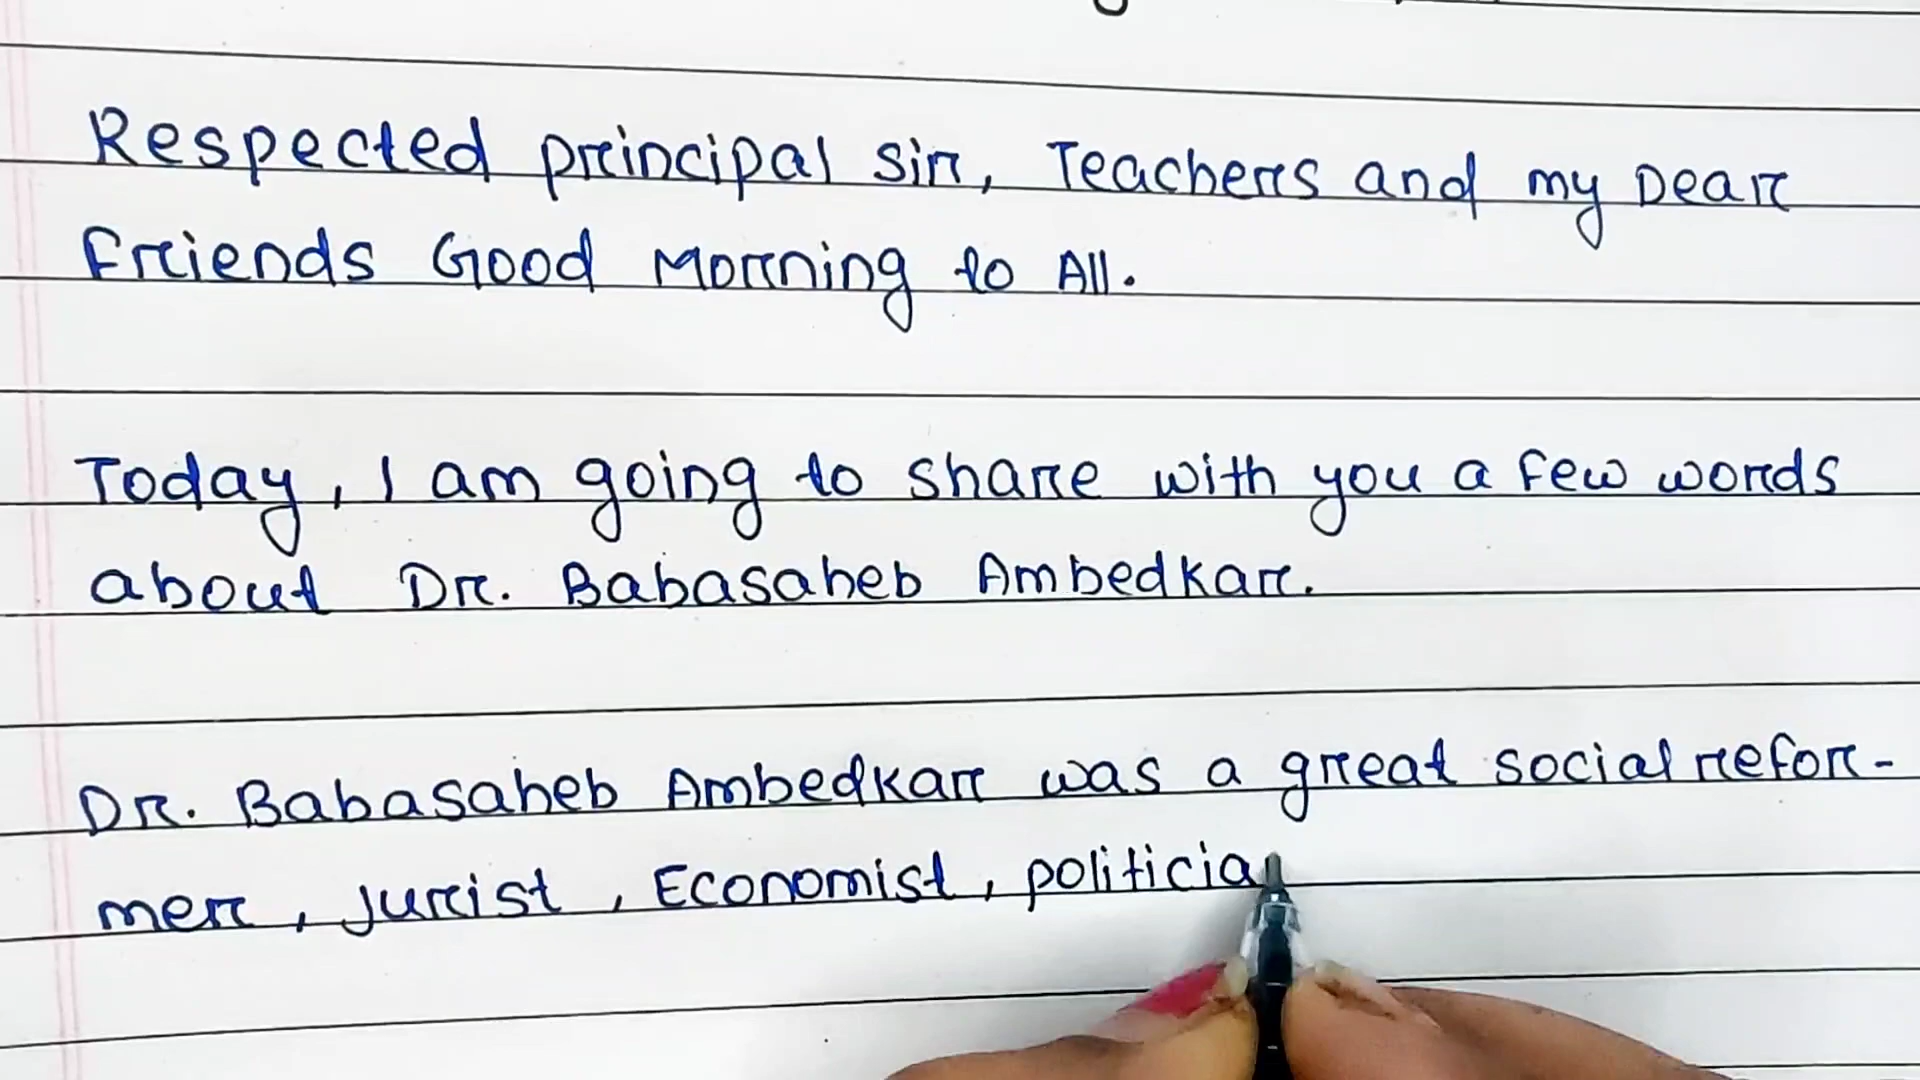 Respected principal sir, Teachers and my Dear
Friends Good Morning to All.
Today, I am going to share with you a few words
about Dr. Babasaheb Ambedkar.
Dr. Babasaheb Ambedkar was a great social refor-
mer, jurist, Economist, politicia